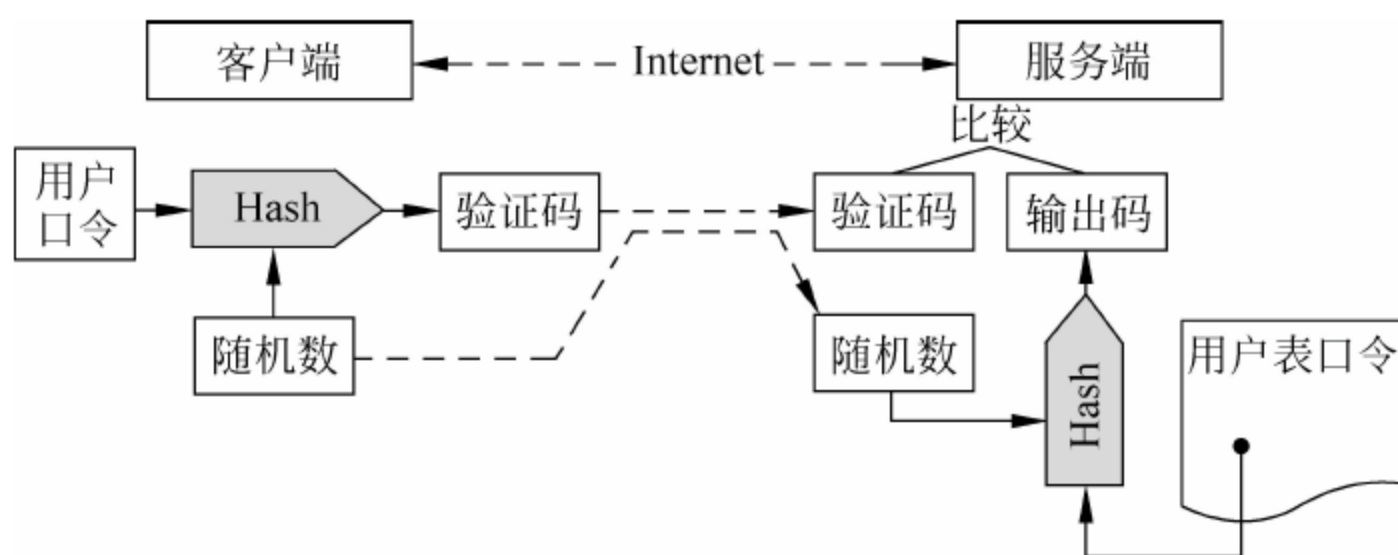 客户端
Internet
服务端
比较
用户
口令
Hash
验证码
验证码
输出码
随机数
随机数
Hash
用户表口令